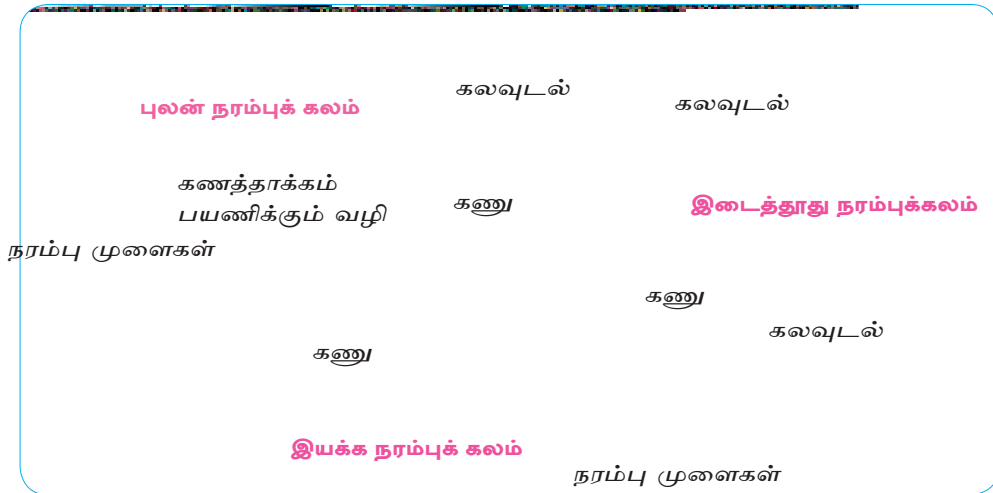 கலவுடல்
கலவுடல்
புலன் நரம்புக் கலம்
கணத்தாக்கம்
பயணிக்கும் வழி
கணு
இடைத்தூது நரம்புக்கலம்
நரம்பு முளைகள்
கணு
கலவுடல்
கணு
இயக்க நரம்புக் கலம்
நரம்பு முளைகள்